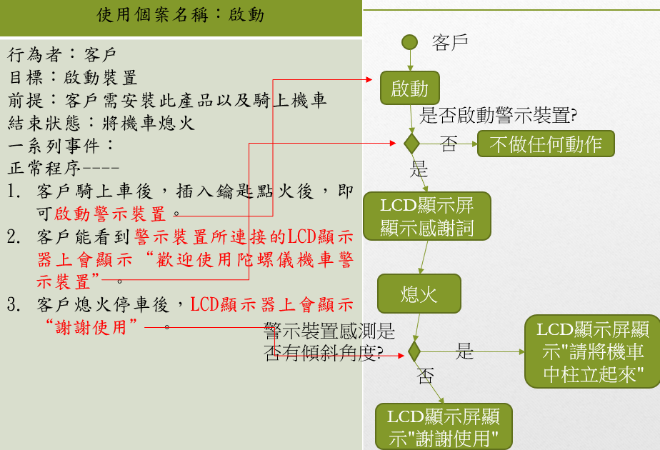 使用個案名稱：啟動
行為者：客戶
目標：啟動裝置
前提：客戶需安裝此產品以及騎上機車
結束狀態：將機車熄火
一系列事件：
正常程序----
1. 客戶騎上車後，插入鑰匙點火後，即
可啟動警示裝置。
2. 客戶能看到警示裝置所連接的LCD顯示
器上會顯示“歡迎使用陀螺儀機車警
示裝置”。
3. 客戶熄火停車後，LCD顯示器上會顯示
“謝謝使用”。
客戶
啟動
是否啟動警示裝置?
否
不做任何動作
是
LCD顯示屏
顯示感謝詞
熄火
警示裝置感測是
否有傾斜角度?
是
LCD顯示屏顯
示"請將機車
中柱立起來"
否
LCD顯示屏顯
示"謝謝使用"